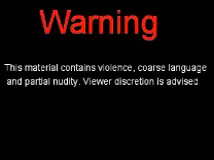 Warning
This material contains violence, coarse language
and partial nudity. Viewer discretion is advised